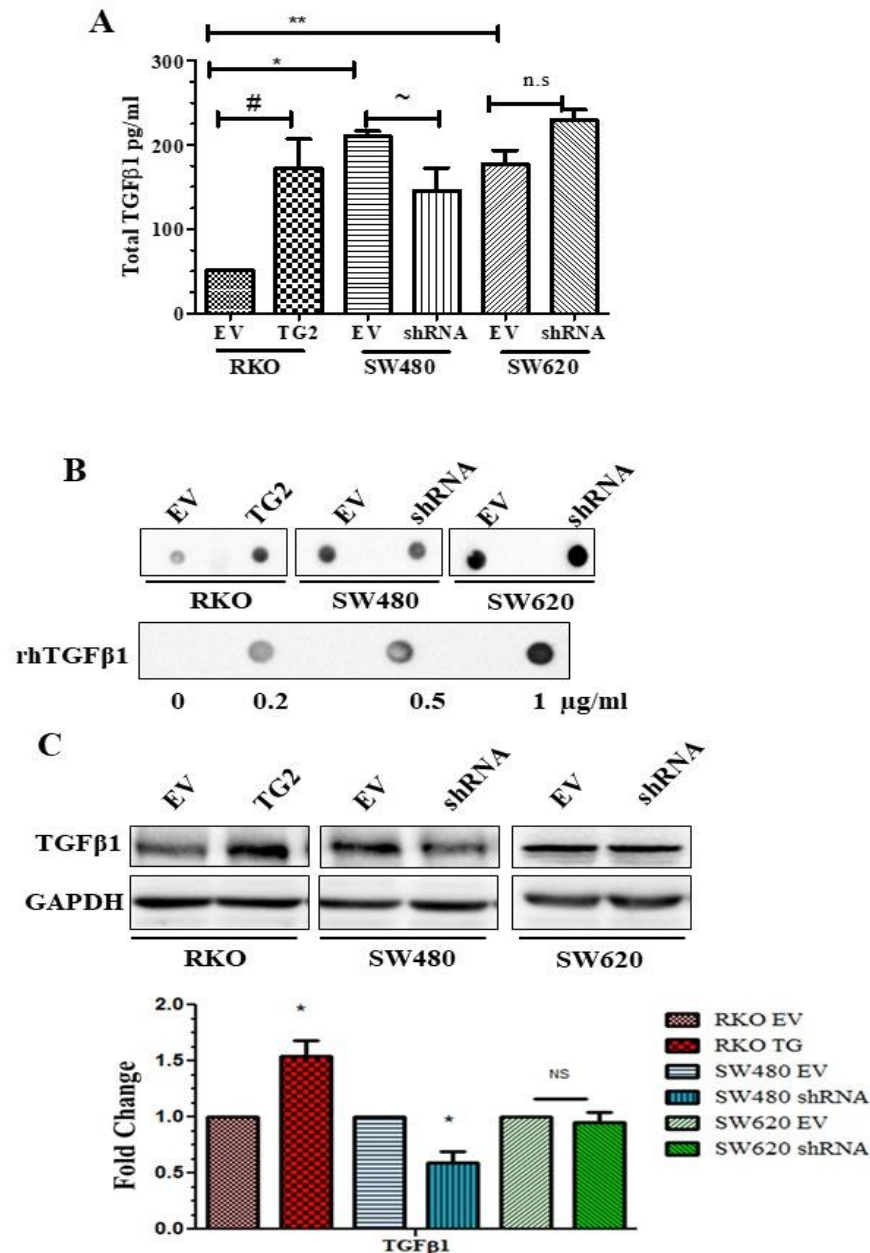 A
**
*
#
~
n.s
300
200
100
0
Total TGFβ1 pg/ml
EV TG2 EV shRNA EV shRNA
RKO SW480 SW620
B
EV TG2 EV shRNA EV shRNA
RKO SW480 SW620
rhTGFβ1
0 0.2 0.5 1 µg/ml
C
EV TG2 EV shRNA EV shRNA
TGFβ1
GAPDH
RKO SW480 SW620
2.0
1.5
1.0
0.5
0.0
Fold Change
*
*
NS
TGFβ1
RKO EV
RKO TG
SW480 EV
SW480 shRNA
SW620 EV
SW620 shRNA